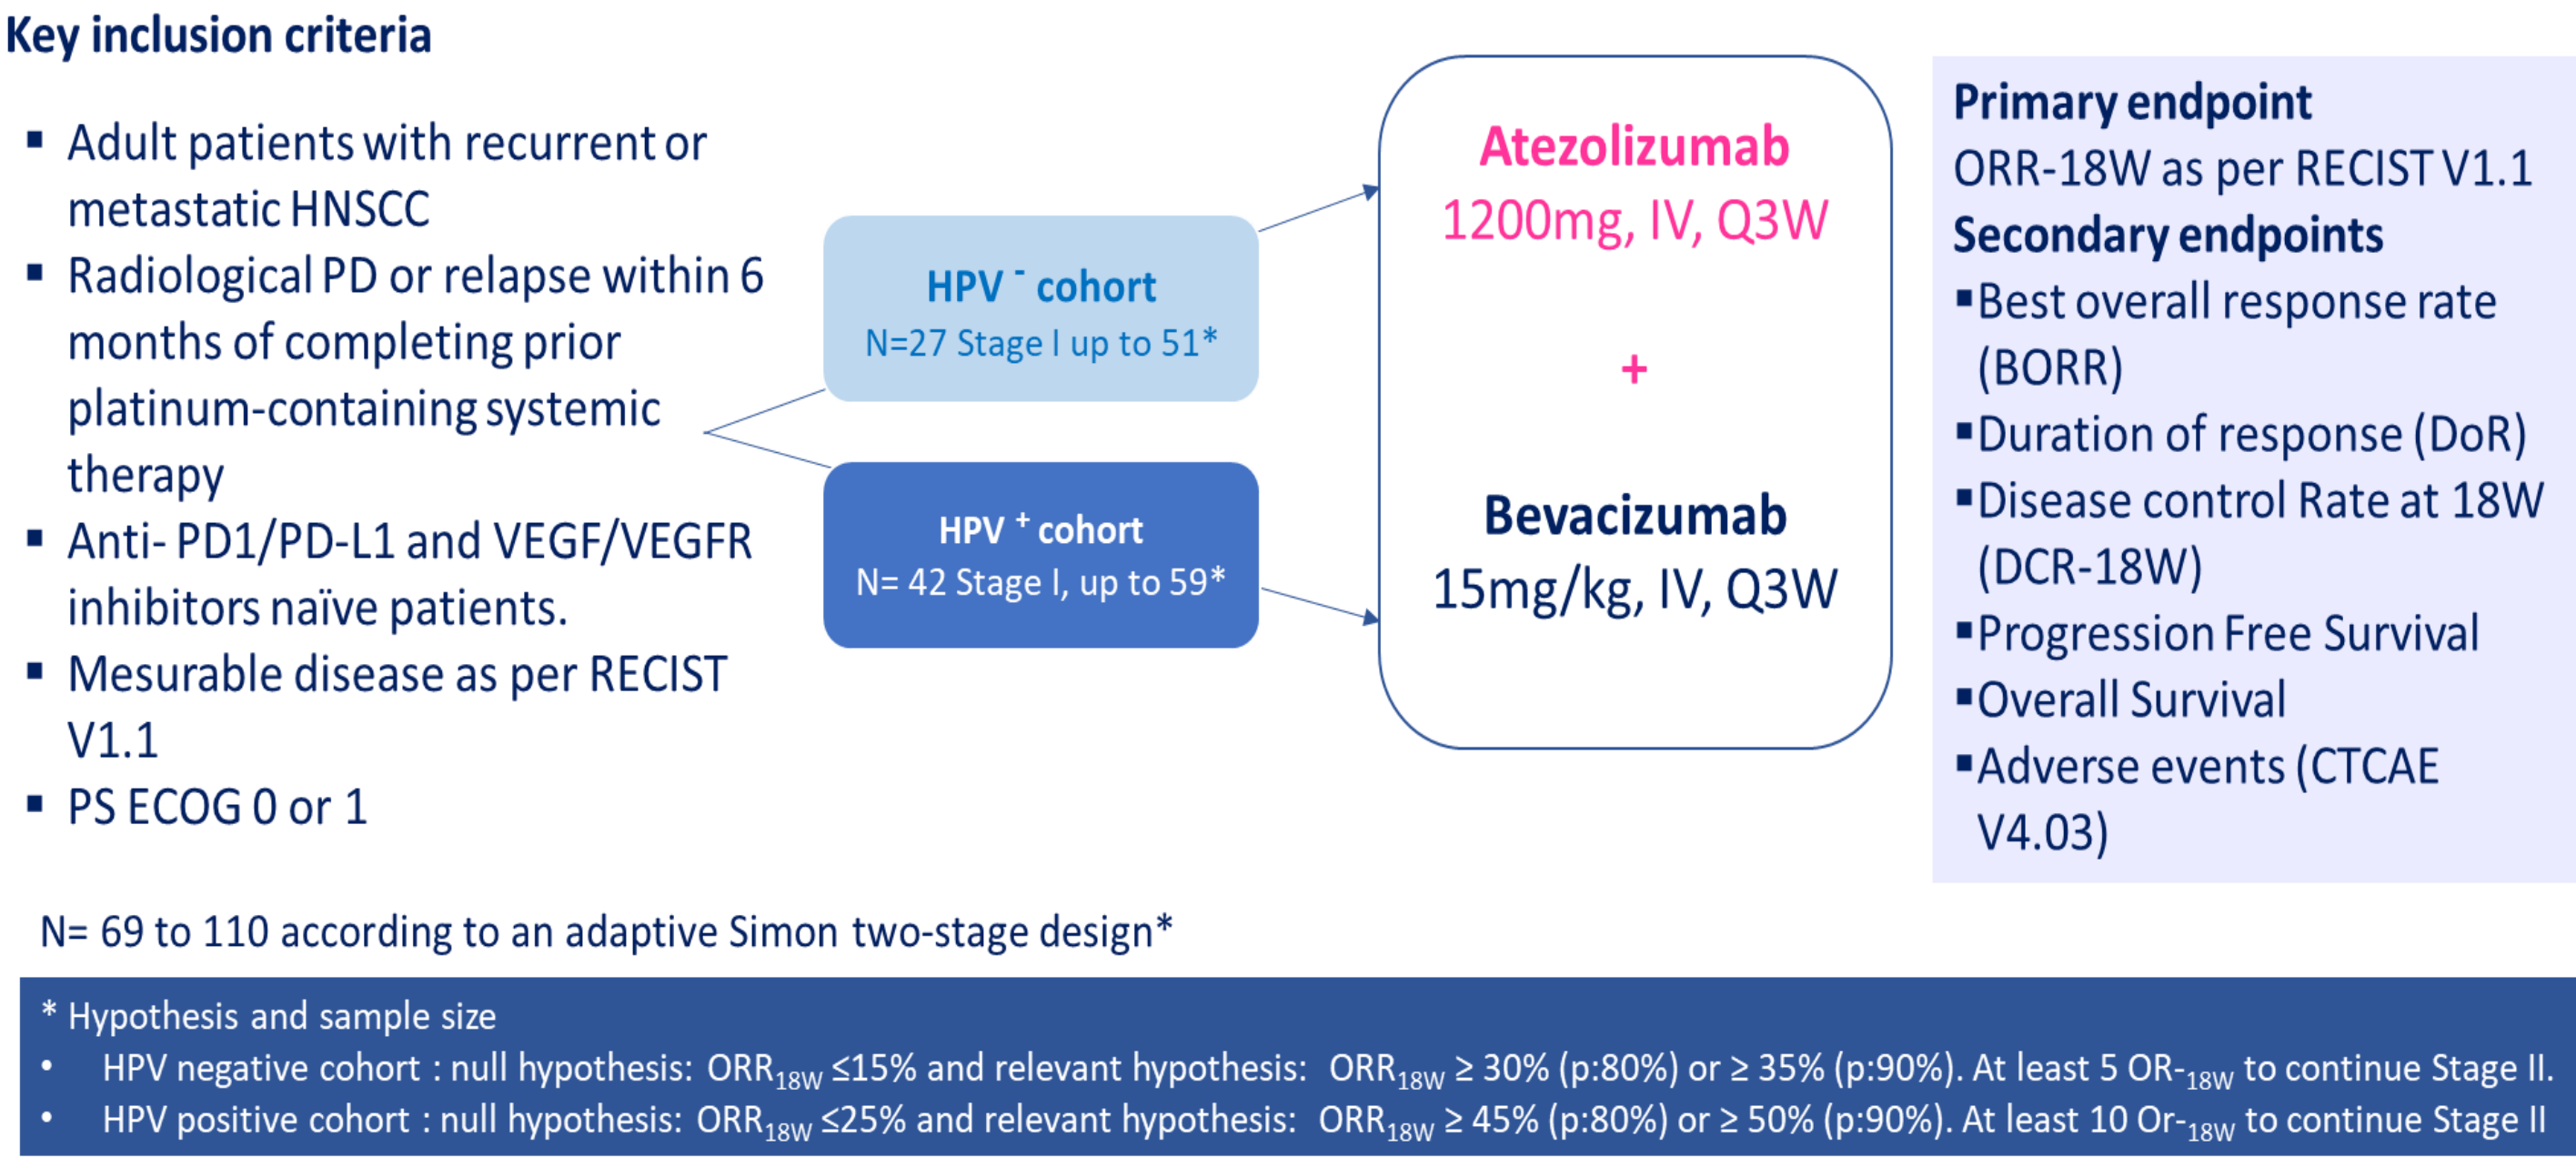 Key inclusion criteria
▪ Adult patients with recurrent or
metastatic HNSCC
▪ Radiological PD or relapse within 6
months of completing prior
platinum-containing systemic
therapy
▪ Anti- PD1/PD-L1 and VEGF/VEGFR
inhibitors naïve patients.
▪ Mesurable disease as per RECIST
V1.1
▪ PS ECOG 0 or 1
HPV ⁻ cohort
N=27 Stage I up to 51*
HPV ⁺ cohort
N= 42 Stage I, up to 59*
Atezolizumab
1200mg, IV, Q3W
+
Bevacizumab
15mg/kg, IV, Q3W
Primary endpoint
ORR-18W as per RECIST V1.1
Secondary endpoints
▪Best overall response rate
(BORR)
▪Duration of response (DoR)
▪Disease control Rate at 18W
(DCR-18W)
▪Progression Free Survival
▪Overall Survival
▪Adverse events (CTCAE
V4.03)
N= 69 to 110 according to an adaptive Simon two-stage design*
* Hypothesis and sample size
• HPV negative cohort : null hypothesis: ORR18W ≤15% and relevant hypothesis: ORR18W ≥ 30% (p:80%) or ≥ 35% (p:90%). At least 5 OR-18W to continue Stage II.
• HPV positive cohort : null hypothesis: ORR18W ≤25% and relevant hypothesis: ORR18W ≥ 45% (p:80%) or ≥ 50% (p:90%). At least 10 Or-18W to continue Stage II